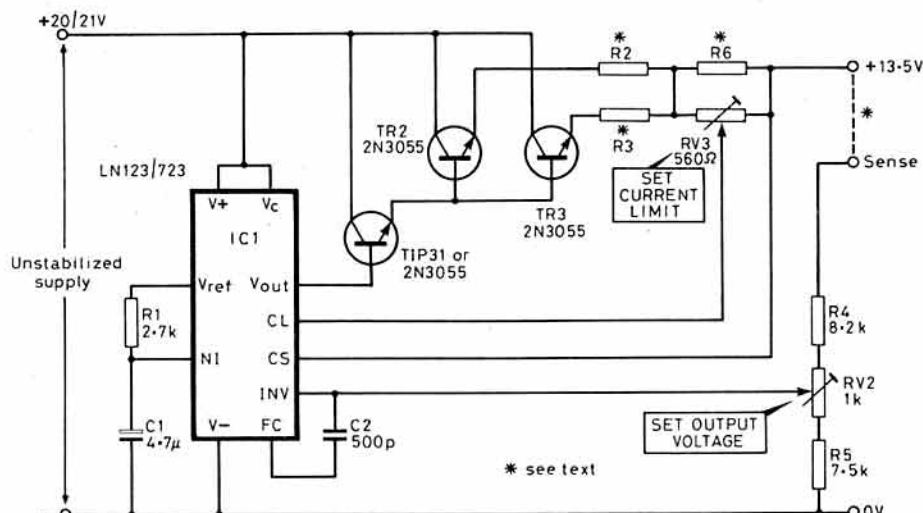 +20/21V
*
R2
*
R6
+13·5V
TR2
2N3055
*
R3
RV3
560Ω
*
LN123/723
SET
CURRENT
LIMIT
Sense
V+
Vc
TR3
2N3055
IC1
TIP31 or
2N3055
Unstabilized
supply
Vref
Vout
R1
2·7k
CL
R4
8·2k
NI
CS
INV
RV2
1k
C1
4·7µ
V−
FC
C2
500p
SET OUTPUT
VOLTAGE
R5
7·5k
* see text
0V